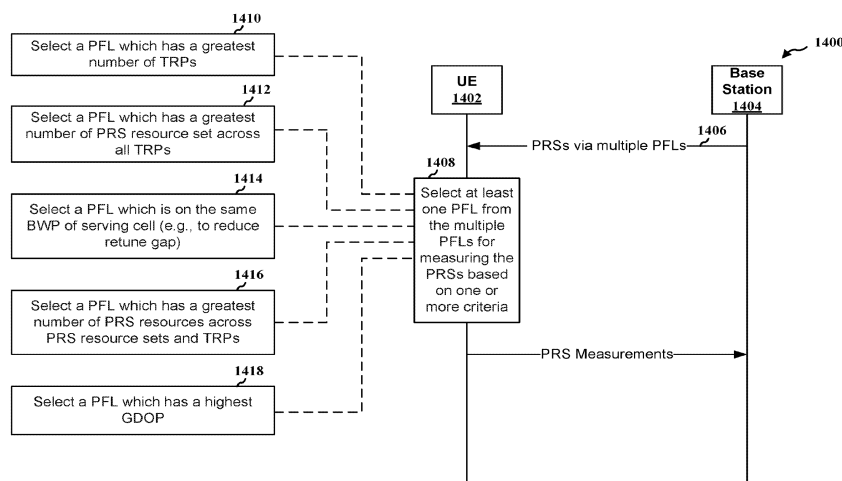 1410
Select a PFL which has a greatest
number of TRPs
1412
Select a PFL which has a greatest
number of PRS resource set across
all TRPs
1414
Select a PFL which is on the same
BWP of serving cell (e.g., to reduce
retune gap)
1416
Select a PFL which has a greatest
number of PRS resources across
PRS resource sets and TRPs
1418
Select a PFL which has a highest
GDOP
1400
UE
1402
Base
Station
1404
1406
PRSs via multiple PFLs
1408
Select at least
one PFL from
the multiple
PFLs for
measuring the
PRSs based
on one or
more criteria
PRS Measurements